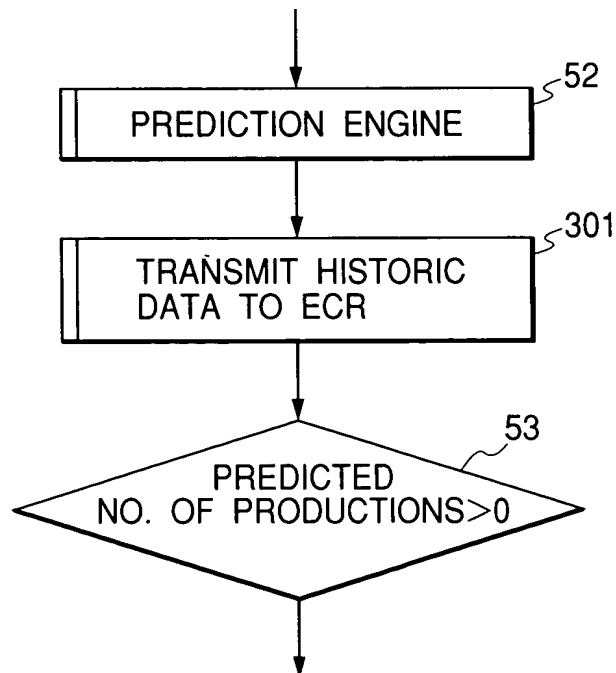 52
PREDICTION ENGINE
301
TRANSMIT HISTORIC
DATA TO ECR
53
PREDICTED
NO. OF PRODUCTIONS>0